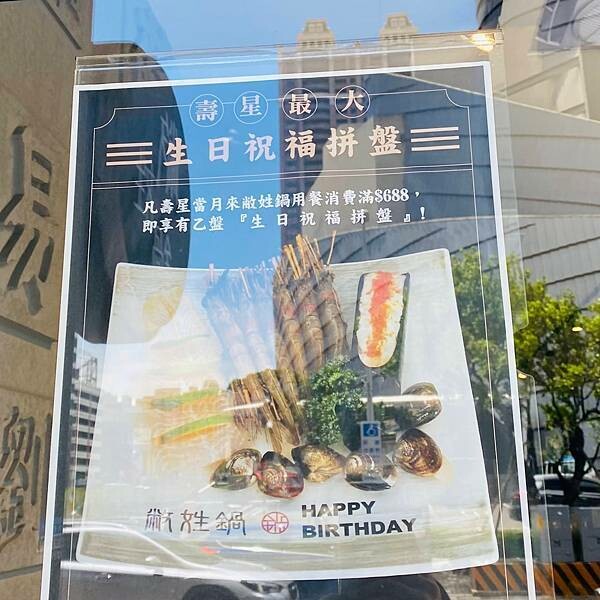 壽星最大
生日祝福拼盤
凡壽星當月來敝姓鍋用餐消費滿$688,
即享有乙盤『生日祝福拼盤』!
敝姓鍋
HAPPY
BIRTHDAY
易
劉